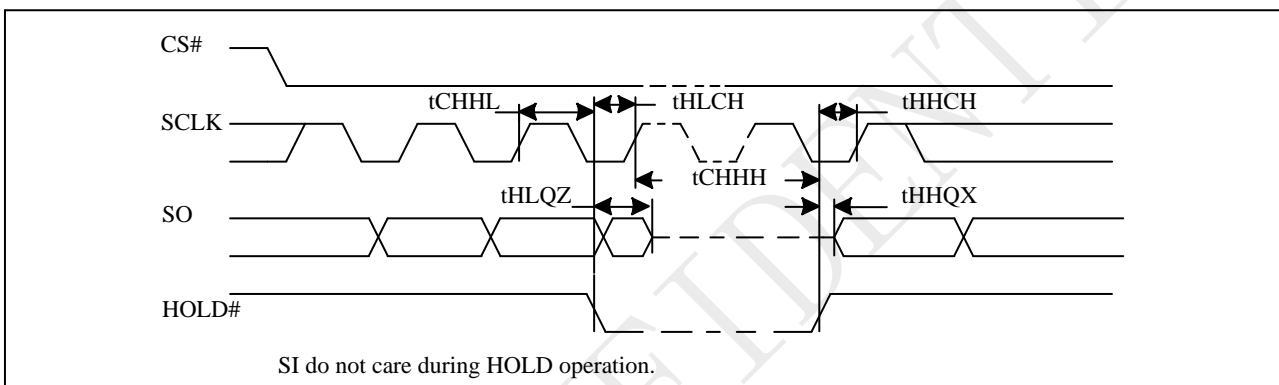 CS#
tCHHL
tHLCH
tHHCH
SCLK
tCHHH
tHLQZ
tHHQX
SO
HOLD#
SI do not care during HOLD operation.